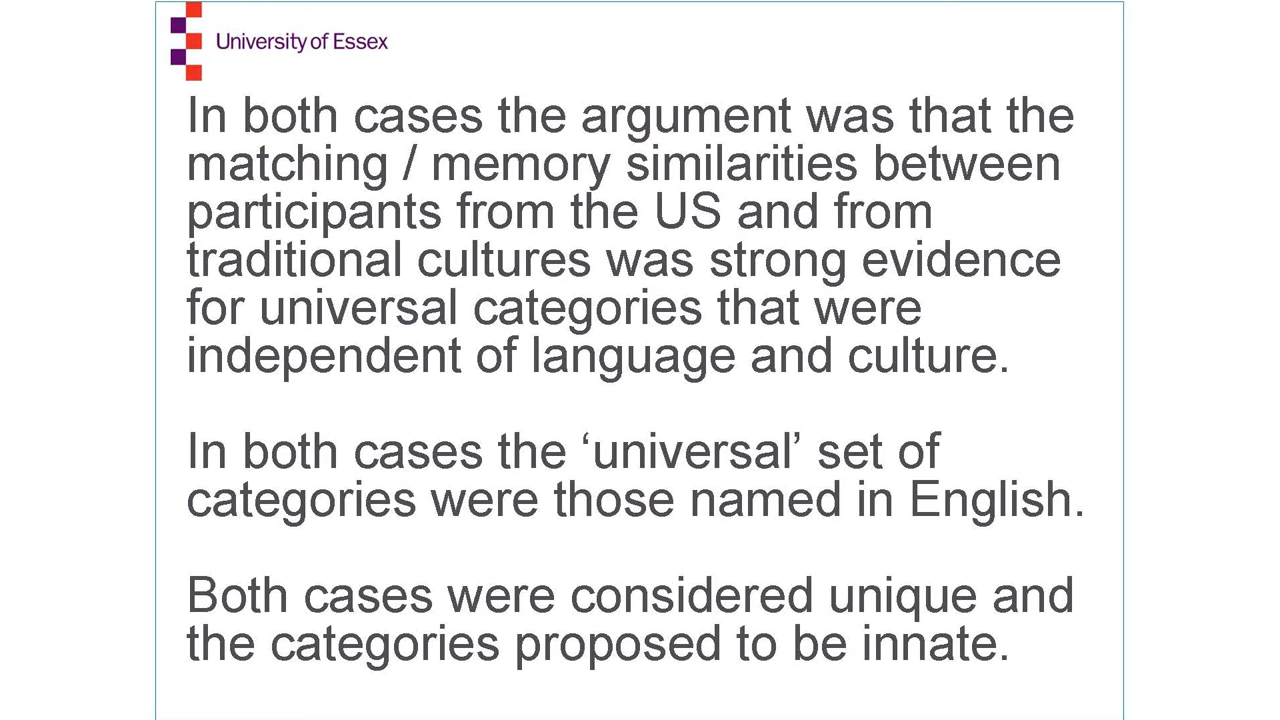 University of Essex
In both cases the argument was that the
matching / memory similarities between
participants from the US and from
traditional cultures was strong evidence
for universal categories that were
independent of language and culture.
In both cases the ‘universal’ set of
categories were those named in English.
Both cases were considered unique and
the categories proposed to be innate.